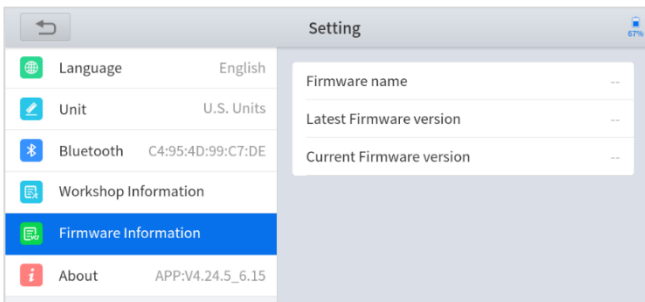 Setting
67%
Language English
Unit U.S. Units
Bluetooth C4:95:4D:99:C7:DE
Workshop Information
Firmware Information
About APP:V4.24.5_6.15
Firmware name --
Latest Firmware version --
Current Firmware version --